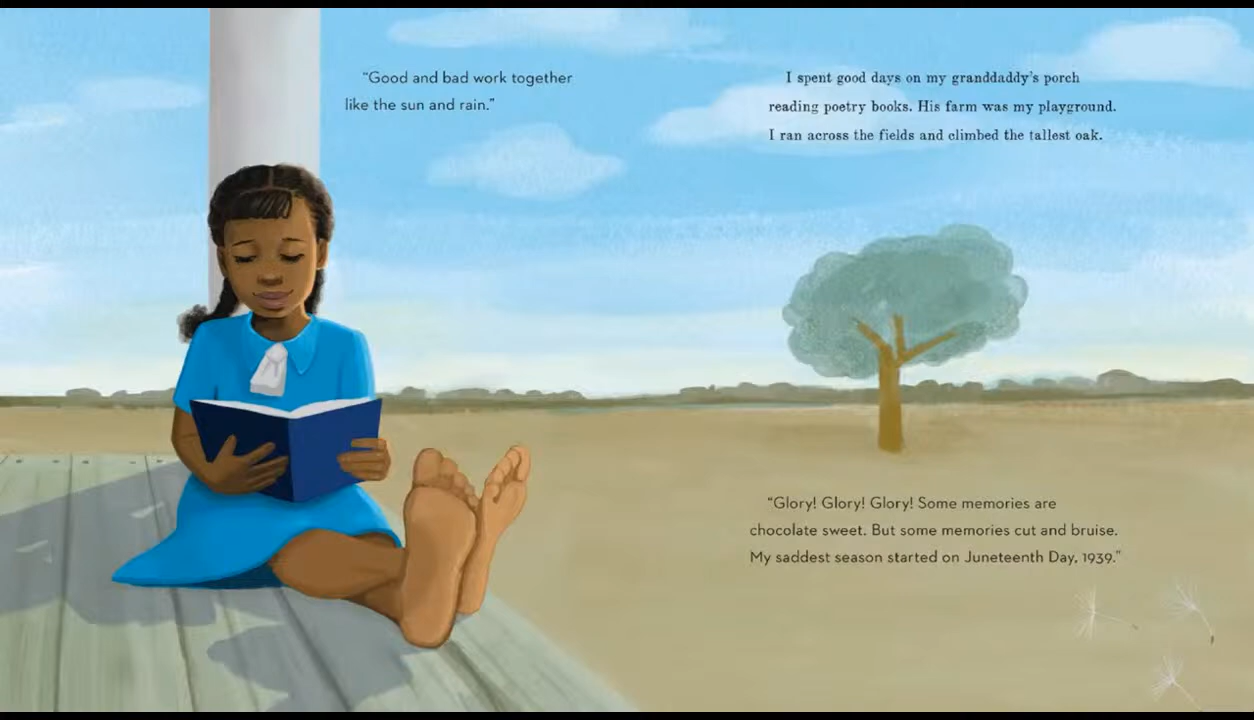 “Good and bad work together
like the sun and rain.”
I spent good days on my granddaddy’s porch
reading poetry books. His farm was my playground.
I ran across the fields and climbed the tallest oak.
“Glory! Glory! Glory! Some memories are
chocolate sweet. But some memories cut and bruise.
My saddest season started on Juneteenth Day, 1939.”